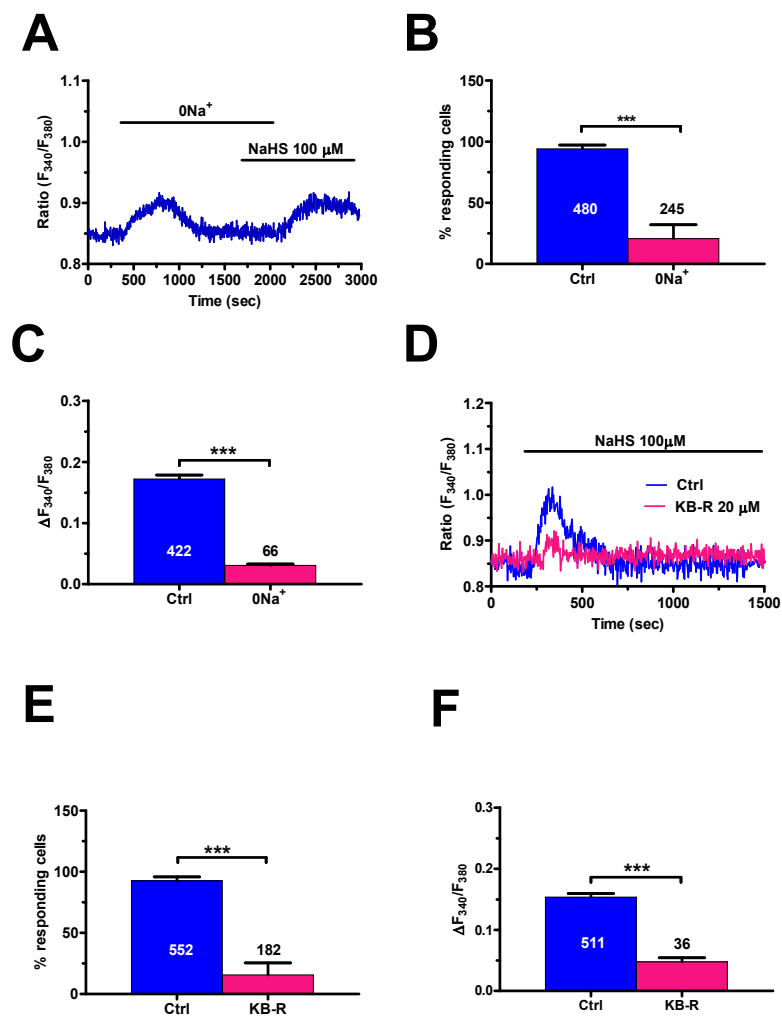 A
Ratio (F340/F380)
1.1
1.0
0.9
0.8
0Na+
NaHS 100 µM
0 500 1000 1500 2000 2500 3000
Time (sec)
B
% responding cells
150
100
50
0
***
480
245
Ctrl 0Na+
C
ΔF340/F380
0.3
0.2
0.1
0.0
***
422
66
Ctrl 0Na+
D
Ratio (F340/F380)
1.2
1.1
1.0
0.9
0.8
NaHS 100µM
Ctrl
KB-R 20 µM
0 500 1000 1500
Time (sec)
E
% responding cells
150
100
50
0
***
552
182
Ctrl KB-R
F
ΔF340/F380
0.3
0.2
0.1
0.0
***
511
36
Ctrl KB-R